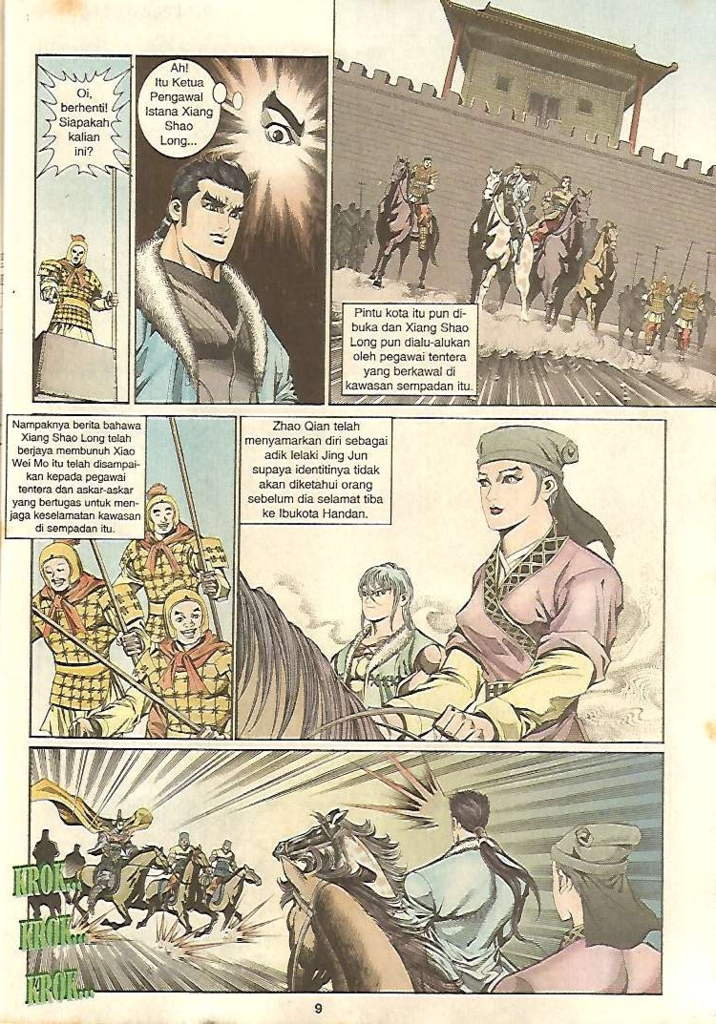 Oi,
berhenti!
Siapakah
kalian
ini?
Ah!
Itu Ketua
Pengawal
Istana Xiang
Shao
Long...
Pintu kota itu pun di-
buka dan Xiang Shao
Long pun dialu-alukan
oleh pegawai tentera
yang berkawal di
kawasan sempadan itu.
Nampaknya berita bahawa
Xiang Shao Long telah
berjaya membunuh Xiao
Wei Mo itu telah disampai-
kan kepada pegawai
tentera dan askar-askar
yang bertugas untuk men-
jaga keselamatan kawasan
di sempadan itu.
Zhao Qian telah
menyamarkan diri sebagai
adik lelaki Jing Jun
supaya identitinya tidak
akan diketahui orang
sebelum dia selamat tiba
ke Ibukota Handan.
KROK...
KROK...
KROK...
9